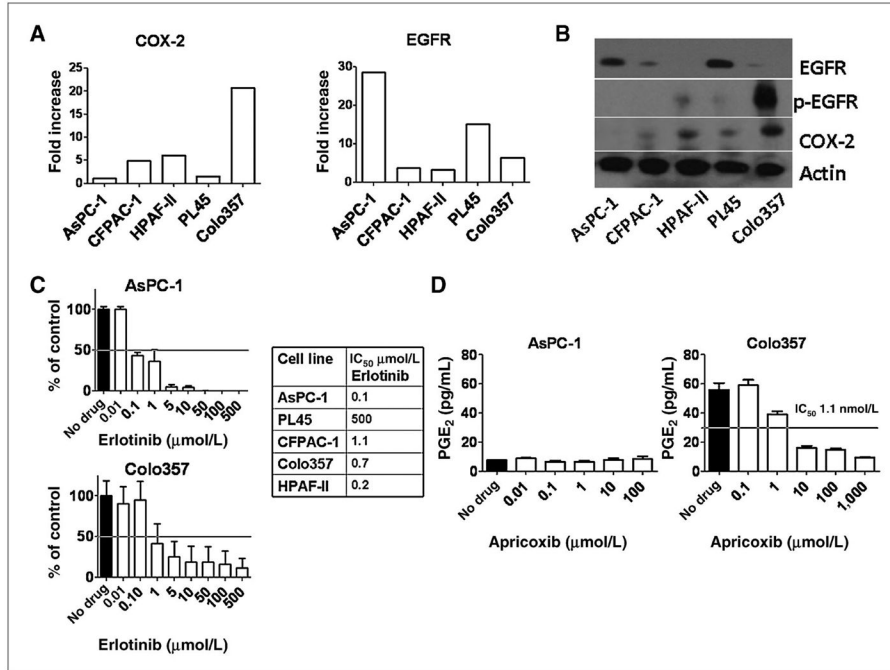 A
COX-2
Fold increase
25
20
15
10
5
0
AsPC-1
CFPAC-1
HPAF-II
PL45
Colo357
EGFR
Fold increase
30
20
10
0
AsPC-1
CFPAC-1
HPAF-II
PL45
Colo357
B
EGFR
p-EGFR
COX-2
Actin
AsPC-1
CFPAC-1
HPAF-II
PL45
Colo357
C
AsPC-1
% of control
100
50
0
No drug
0.01
0.1
1
5
10
50
100
500
Erlotinib (μmol/L)
Colo357
% of control
100
50
0
No drug
0.01
0.10
1
5
10
50
100
500
Erlotinib (μmol/L)
Cell line IC50 μmol/L Erlotinib
AsPC-1 0.1
PL45 500
CFPAC-1 1.1
Colo357 0.7
HPAF-II 0.2
D
AsPC-1
PGE2 (pg/mL)
80
60
40
20
0
No drug
0.01
0.1
1
10
100
Apricoxib (μmol/L)
Colo357
PGE2 (pg/mL)
80
60
40
20
0
IC50 1.1 nmol/L
No drug
0.1
1
10
100
1,000
Apricoxib (μmol/L)